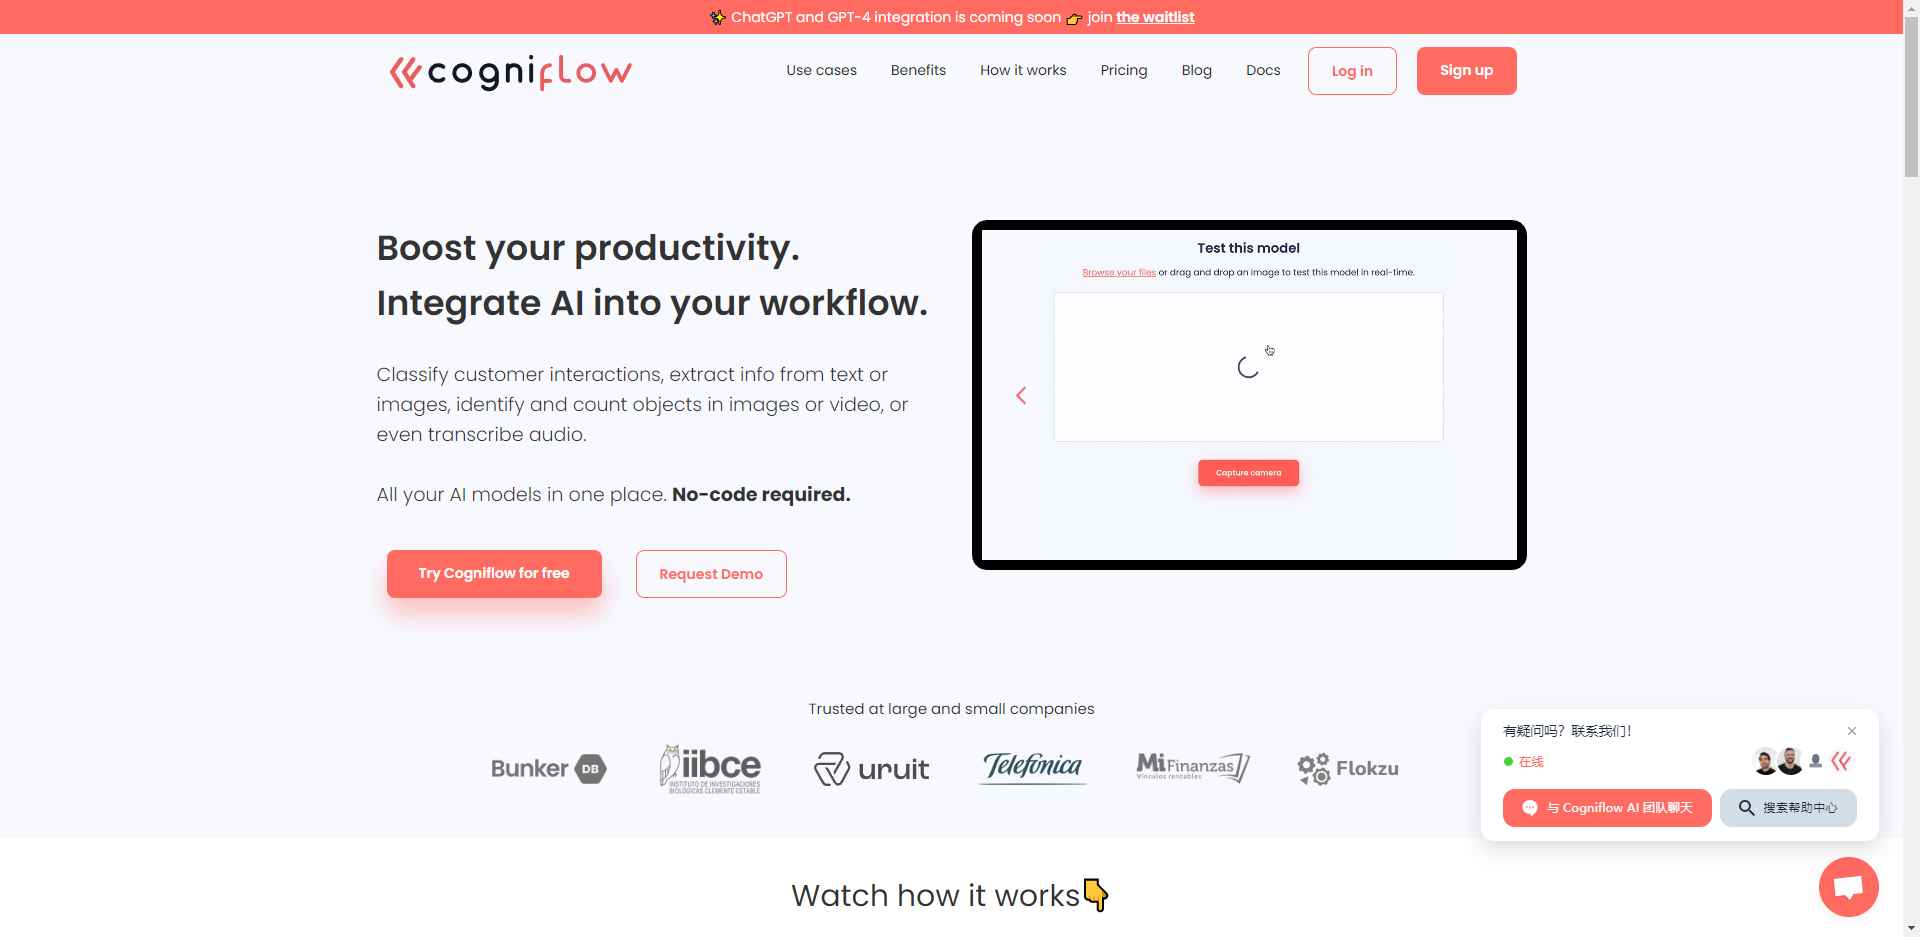 ✨ ChatGPT and GPT-4 integration is coming soon 👉 join the waitlist
cogniflow
Use cases
Benefits
How it works
Pricing
Blog
Docs
Log in
Sign up
Boost your productivity.
Integrate AI into your workflow.
Classify customer interactions, extract info from text or
images, identify and count objects in images or video, or
even transcribe audio.
All your AI models in one place. No-code required.
Try Cogniflow for free
Request Demo
Test this model
Browse your files or drag and drop an image to test this model in real-time.
Capture camera
Trusted at large and small companies
Bunker DB
iibce
INSTITUTO DE INVESTIGACIONES
BIOLÓGICAS CLEMENTE ESTABLE
uruit
Telefónica
MiFinanzas
Vínculos rentables
Flokzu
有疑问吗？联系我们！
在线
与 Cogniflow AI 团队聊天
搜索帮助中心
Watch how it works👇